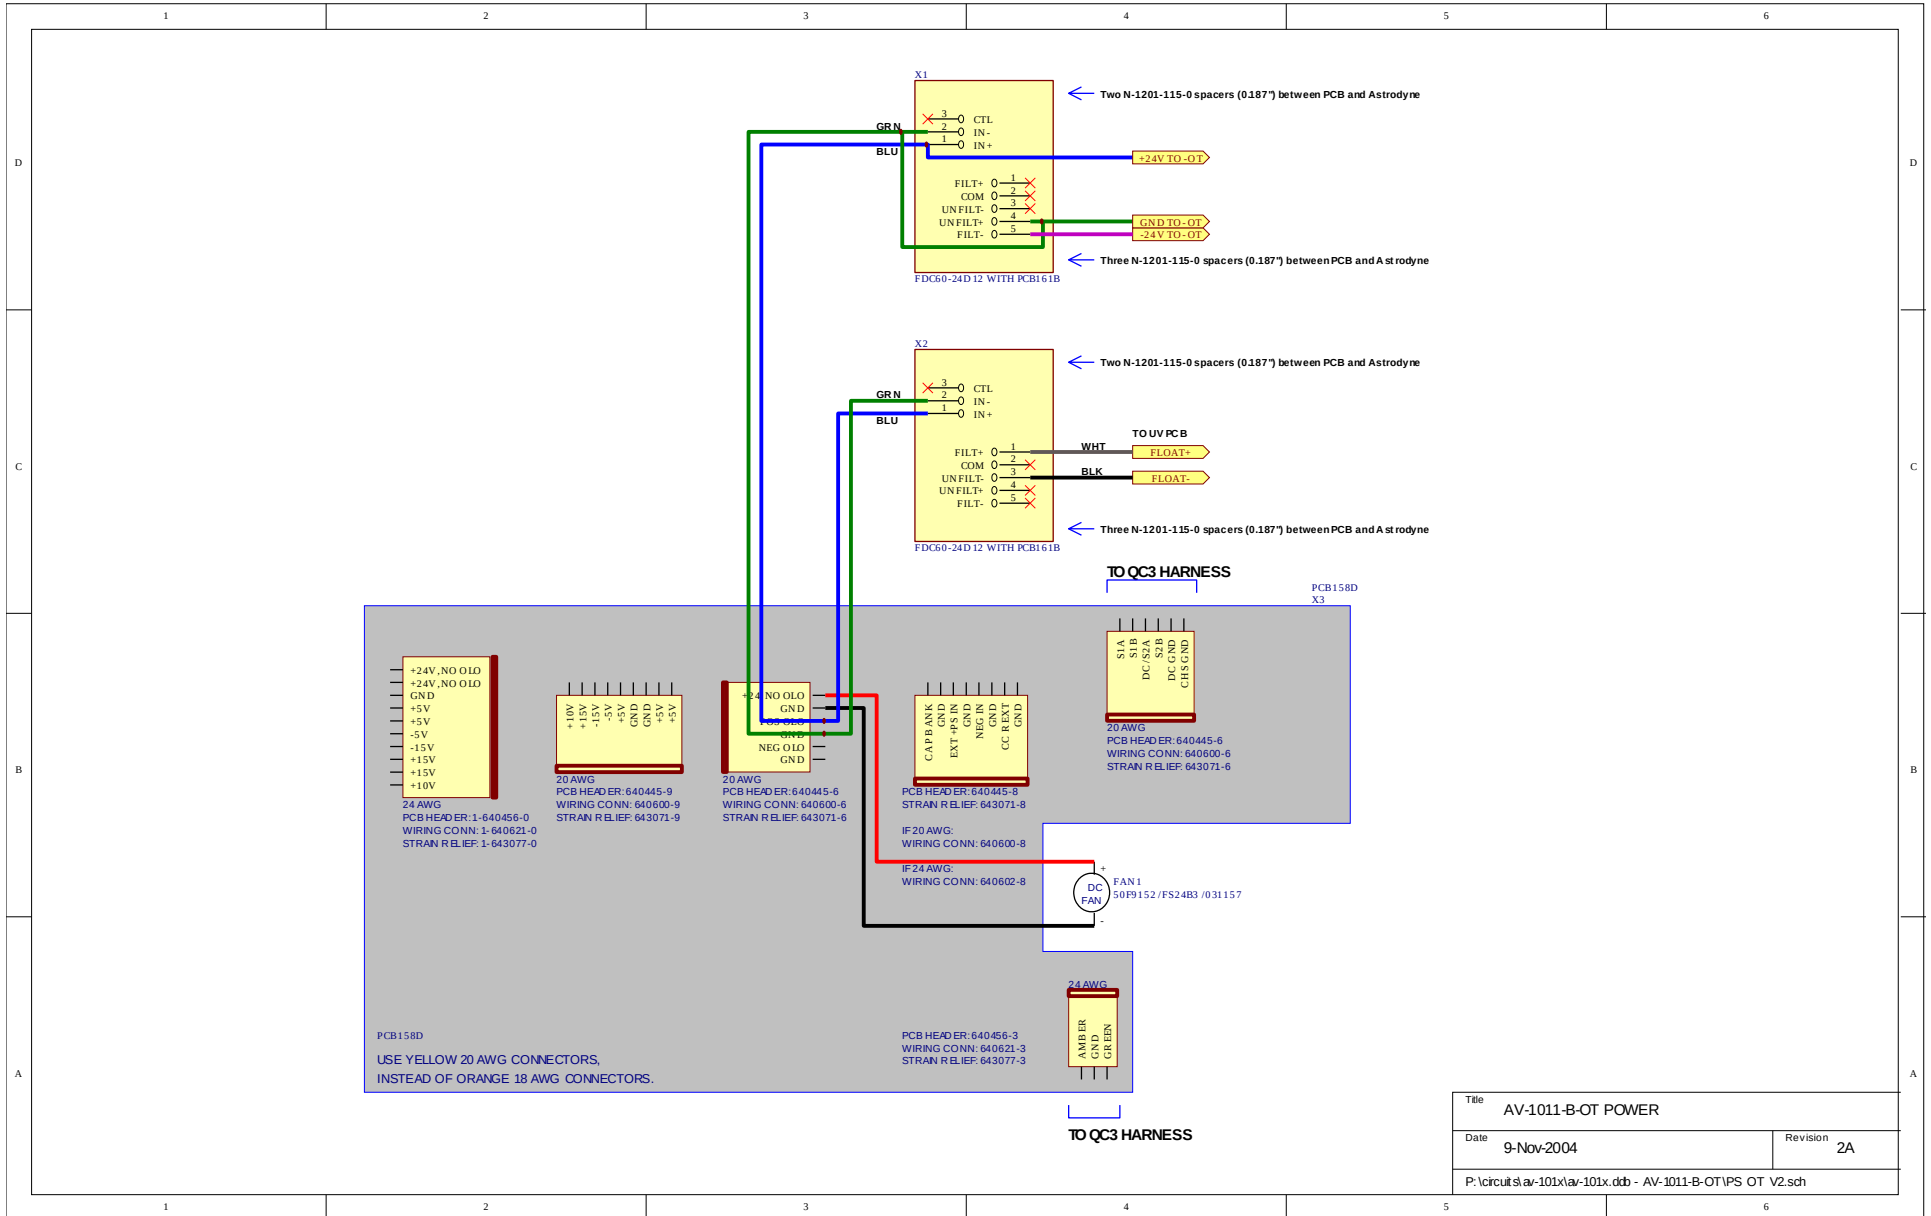 1 2 3 4 5 6
X1
Two N-1201-115-0 spacers (0.187") between PCB and Astrodyne
3 CTL
GRN 2 IN-
1 IN+
BLU
D D
+24V TO -OT
FILT+ 1
COM 2
UNFILT- 3
UNFILT+ 4 GND TO-OT
FILT- 5 -24V TO-OT
Three N-1201-115-0 spacers (0.187") between PCB and Astrodyne
FDC60-24D12 WITH PCB161B
X2
Two N-1201-115-0 spacers (0.187") between PCB and Astrodyne
3 CTL
GRN 2 IN-
1 IN+
BLU
TO UV PCB
FILT+ 1 WHT FLOAT+
COM 2
C C
UNFILT- 3 BLK FLOAT-
UNFILT+ 4
FILT- 5
Three N-1201-115-0 spacers (0.187") between PCB and Astrodyne
FDC60-24D12 WITH PCB161B
TO QC3 HARNESS
PCB158D
X3
S1A
S1B
DC/S2A
S2B
DC GND
CHS GND
20 AWG
PCB HEADER: 640445-6
WIRING CONN: 640600-6
STRAIN RELIEF: 643071-6
+24V, NO OLO
+24V, NO OLO
GND
+5V
+5V
-5V
-15V
+15V
+15V
+10V
24 AWG
PCB HEADER: 1-640456-0
WIRING CONN: 1-640621-0
STRAIN RELIEF: 1-643077-0
+10V
+15V
-15V
-5V
+5V
GND
GND
+5V
+5V
20 AWG
PCB HEADER: 640445-9
WIRING CONN: 640600-9
STRAIN RELIEF: 643071-9
+24 NO OLO
GND
POS OLO
GND
NEG OLO
GND
20 AWG
PCB HEADER: 640445-6
WIRING CONN: 640600-6
STRAIN RELIEF: 643071-6
CAP BANK
GND
EXT +PS IN
GND
NEG IN
GND
CC REXT
GND
PCB HEADER: 640445-8
STRAIN RELIEF: 643071-8
IF 20 AWG:
WIRING CONN: 640600-8
IF 24 AWG:
WIRING CONN: 640602-8
B B
+
DC
FAN
-
FAN1
50F9152 /FS24B3 /031157
24 AWG
AMBER
GND
GREEN
PCB HEADER: 640456-3
WIRING CONN: 640621-3
STRAIN RELIEF: 643077-3
PCB158D
USE YELLOW 20 AWG CONNECTORS,
INSTEAD OF ORANGE 18 AWG CONNECTORS.
A A
TO QC3 HARNESS
Title AV-1011-B-OT POWER
Date 9-Nov-2004 Revision 2A
P:\circuits\av-101x\av-101x.ddb - AV-1011-B-OT\PS OT V2.sch
1 2 3 4 5 6